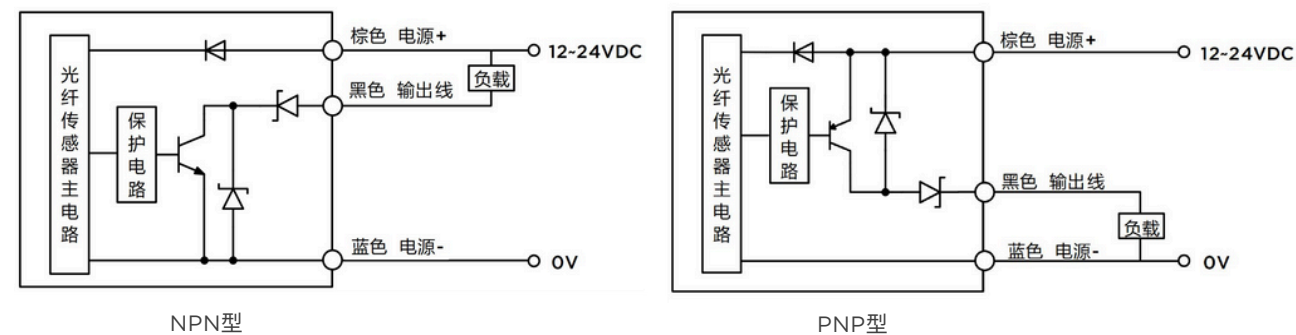 棕色 电源+
12~24VDC
负载
黑色 输出线
光纤传感器主电路
保护电路
蓝色 电源-
0V
NPN型
棕色 电源+
12~24VDC
光纤传感器主电路
保护电路
黑色 输出线
负载
蓝色 电源-
0V
PNP型